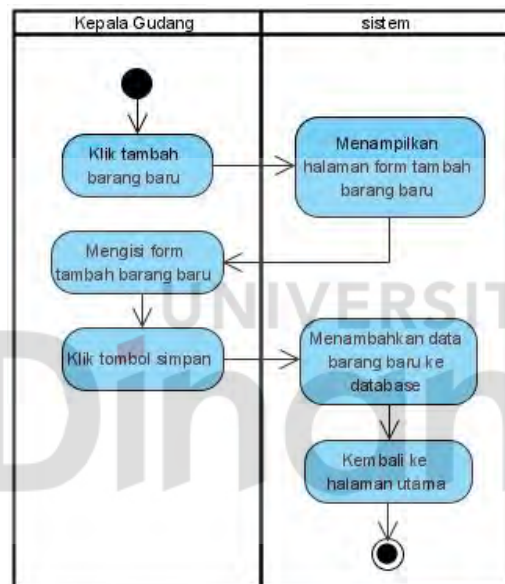 Kepala Gudang
sistem
Klik tambah
barang baru
Menampilkan
halaman form tambah
barang baru
Mengisi form
tambah barang baru
UNIVERSIT
Klik tombol simpan
Menambahkan data
barang baru ke
database
Dinam
Kembali ke
halaman utama